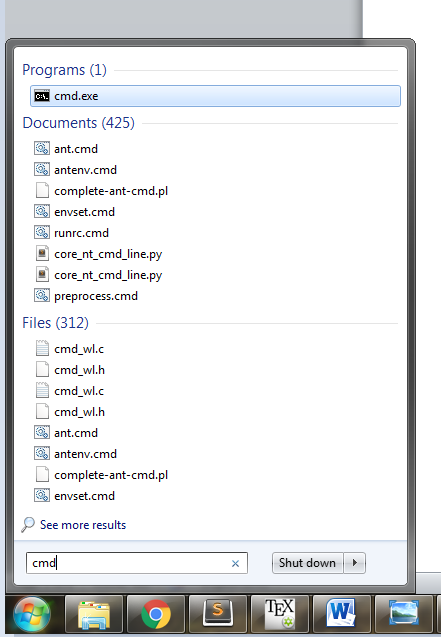 Programs (1)
C:\.
cmd.exe
Documents (425)
ant.cmd
antenv.cmd
complete-ant-cmd.pl
envset.cmd
runrc.cmd
core_nt_cmd_line.py
core_nt_cmd_line.py
preprocess.cmd
Files (312)
cmd_wl.c
cmd_wl.h
cmd_wl.c
cmd_wl.h
ant.cmd
antenv.cmd
complete-ant-cmd.pl
envset.cmd
See more results
cmd
Shut down
S TEX W